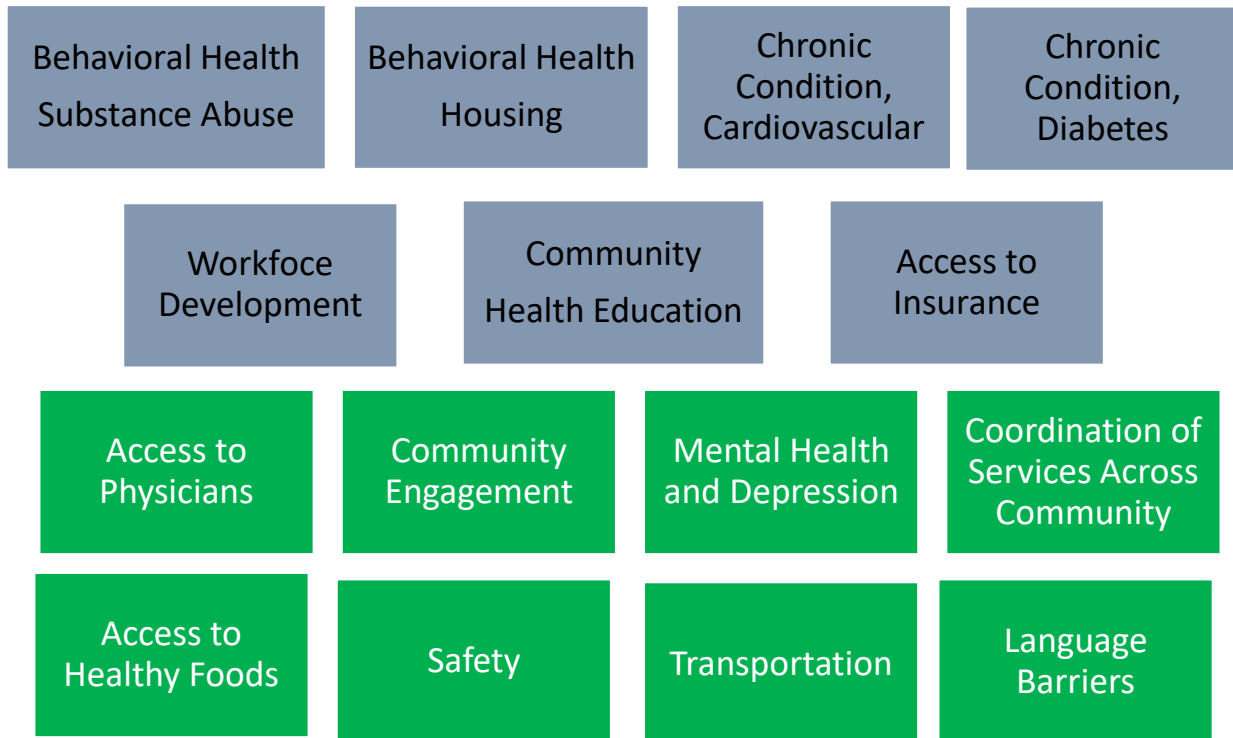 Behavioral Health
Substance Abuse
Behavioral Health
Housing
Chronic
Condition,
Cardiovascular
Chronic
Condition,
Diabetes
Workfoce
Development
Community
Health Education
Access to
Insurance
Access to
Physicians
Community
Engagement
Mental Health
and Depression
Coordination of
Services Across
Community
Access to
Healthy Foods
Safety
Transportation
Language
Barriers